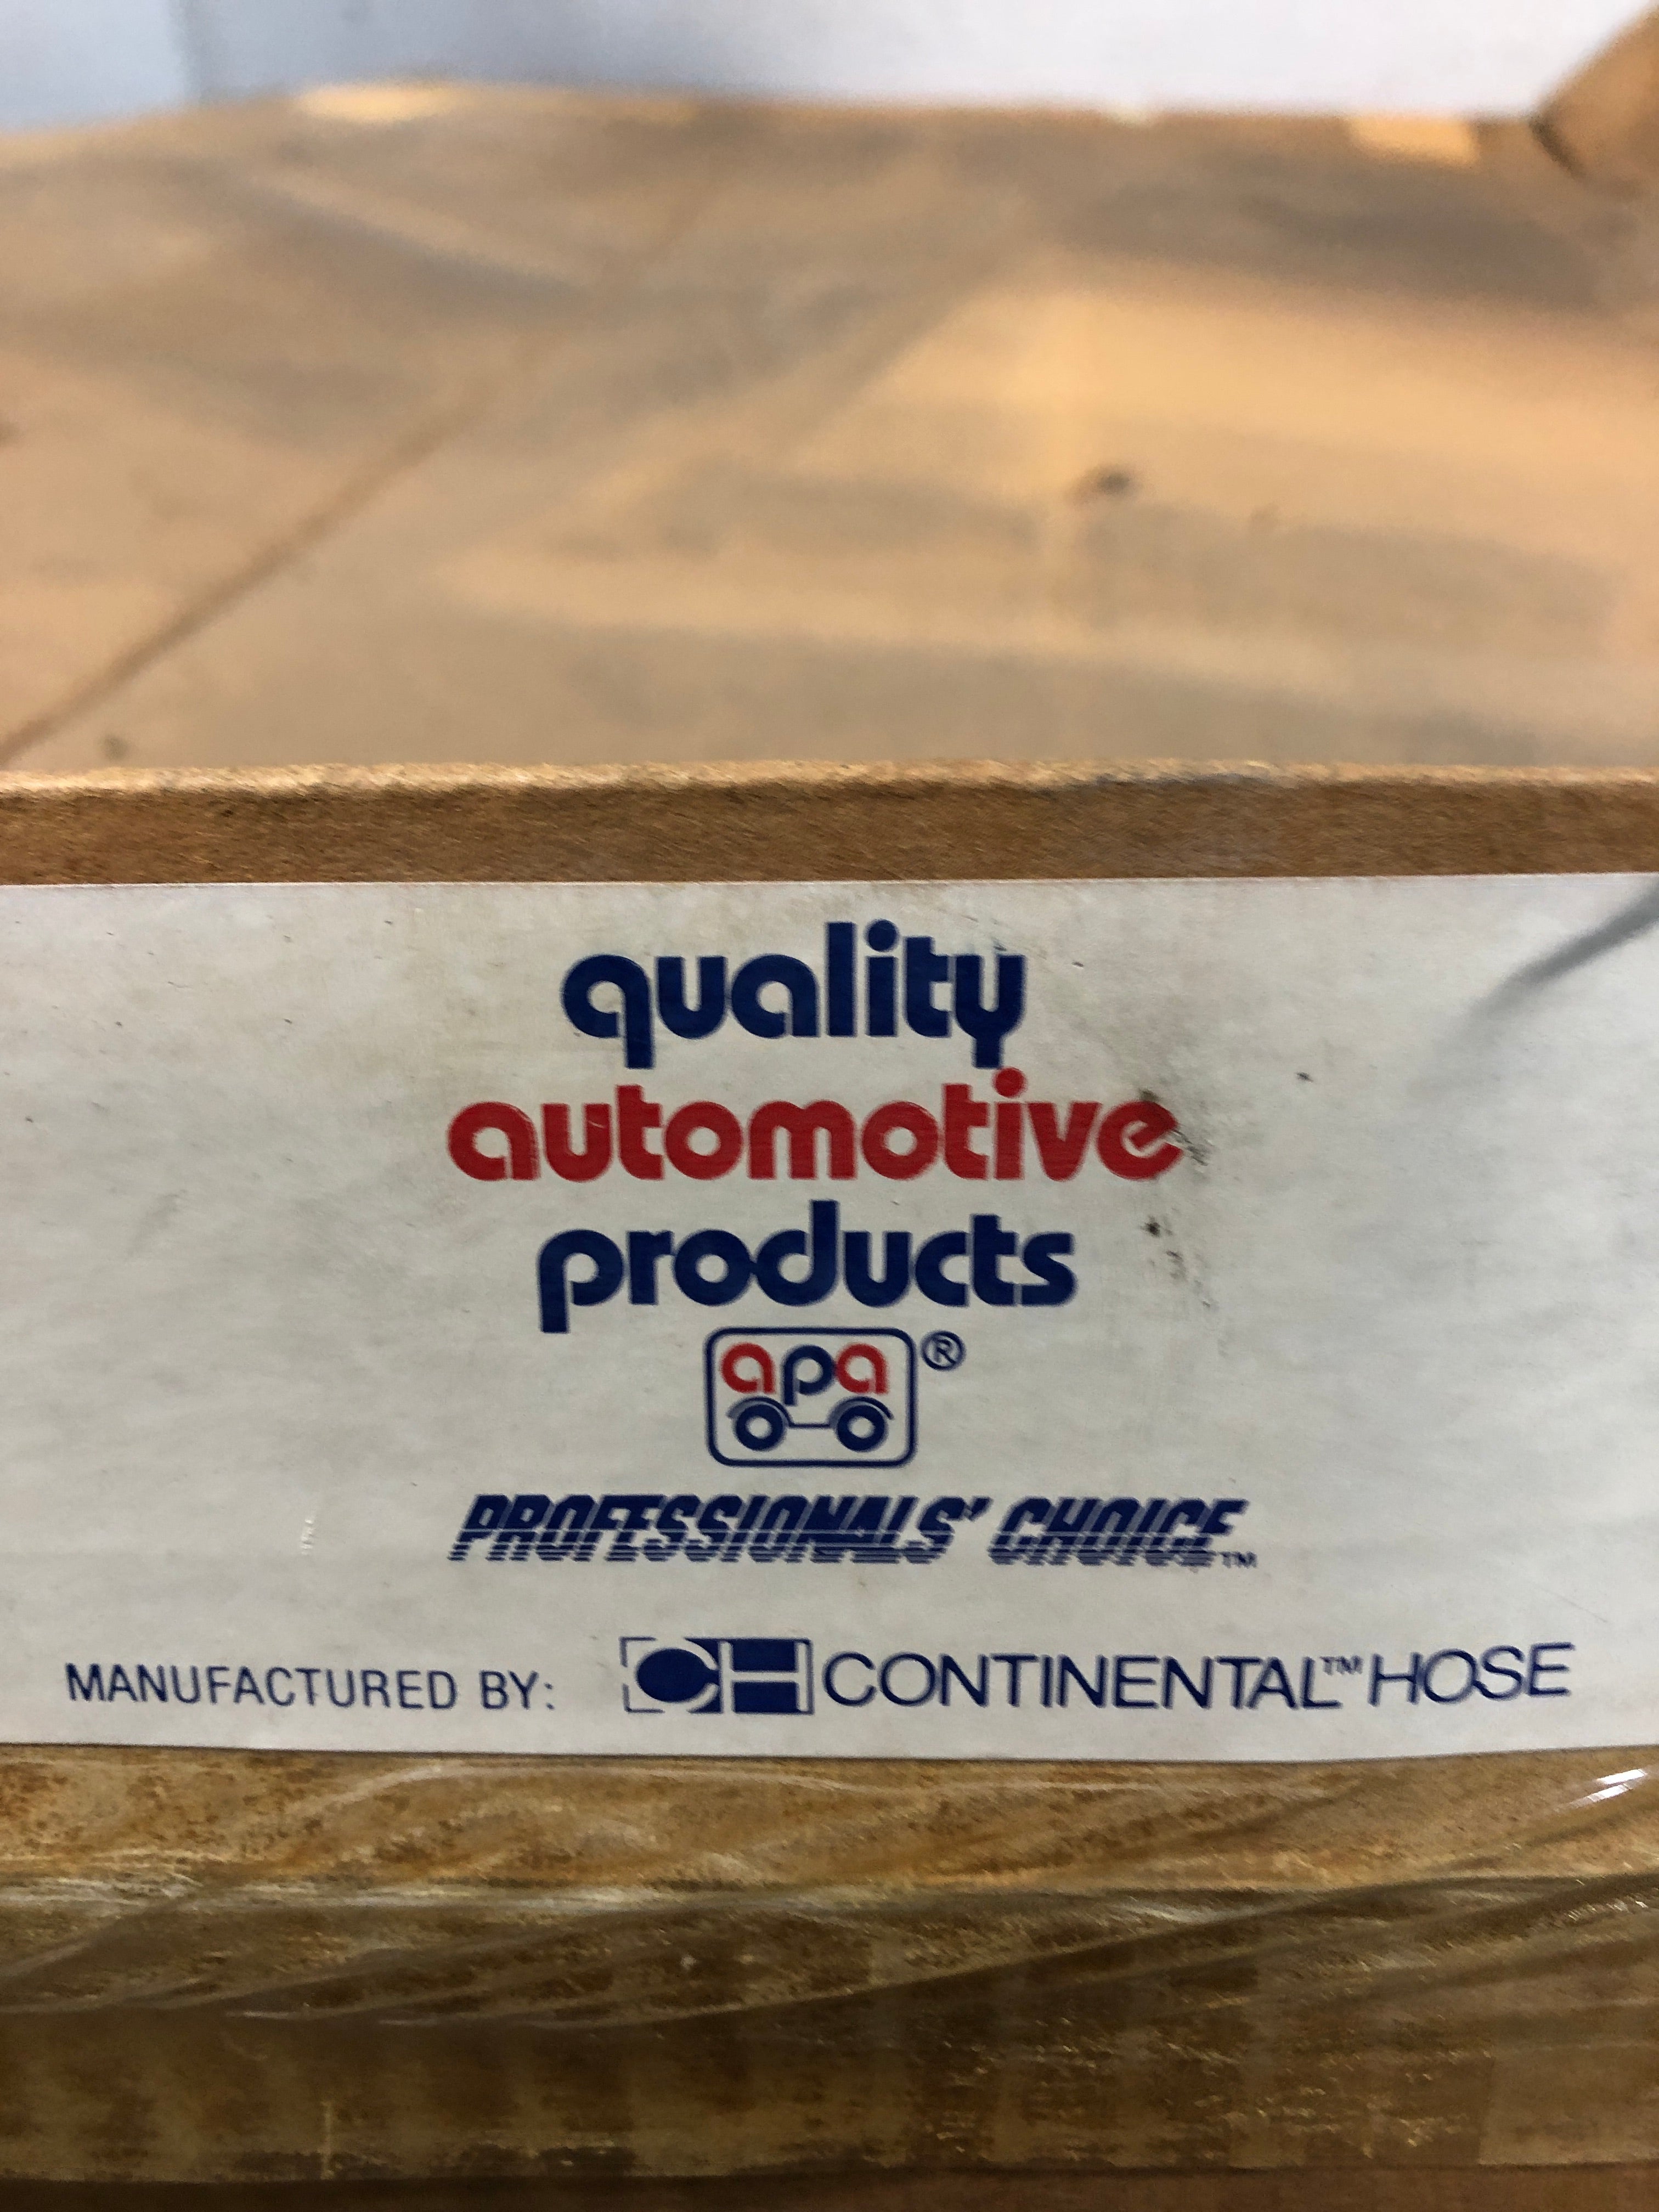 quality
automotive
products
apa®
PROFESSIONALS' CHOICE™
MANUFACTURED BY: CH CONTINENTAL™ HOSE